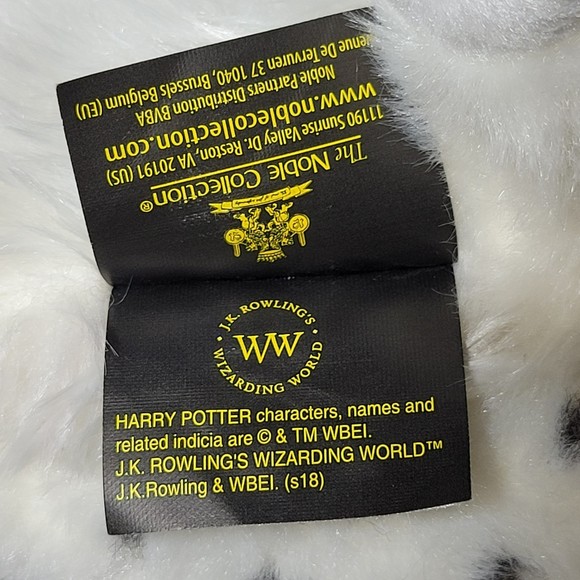 The Noble Collection®
11190 Sunrise Valley Dr. Reston, VA 20191 (US)
www.noblecollection.com
Noble Partners Distribution BVBA
enue De Tervuren 37 1040, Brussels Belgium (EU)
J.K. ROWLING'S
WW
WIZARDING WORLD
HARRY POTTER characters, names and
related indicia are © & TM WBEI.
J.K. ROWLING'S WIZARDING WORLD™
J.K.Rowling & WBEI. (s18)